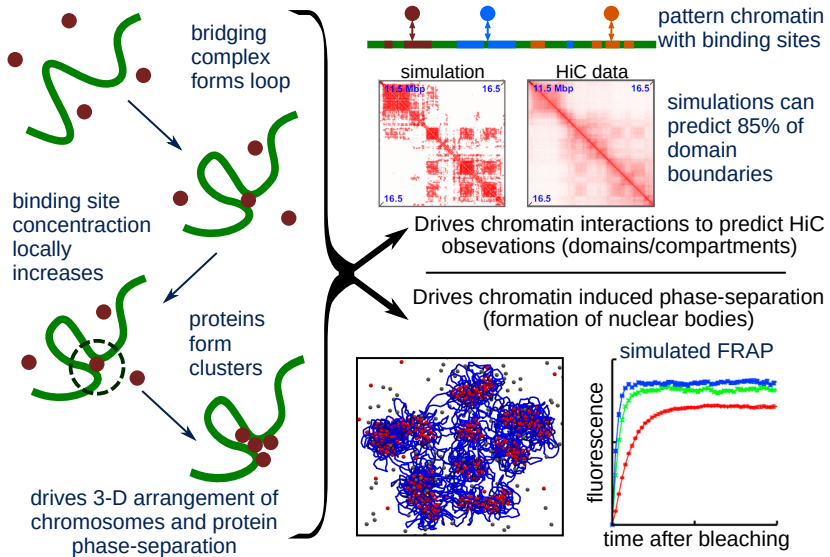 bridging
complex
forms loop
binding site
concentration
locally
increases
proteins
form
clusters
drives 3-D arrangement of
chromosomes and protein
phase-separation
pattern chromatin
with binding sites
simulation
11.5 Mbp
16.5
16.5
HiC data
11.5 Mbp
16.5
16.5
simulations can
predict 85% of
domain
boundaries
Drives chromatin interactions to predict HiC
obsevations (domains/compartments)
Drives chromatin induced phase-separation
(formation of nuclear bodies)
simulated FRAP
fluorescence
time after bleaching